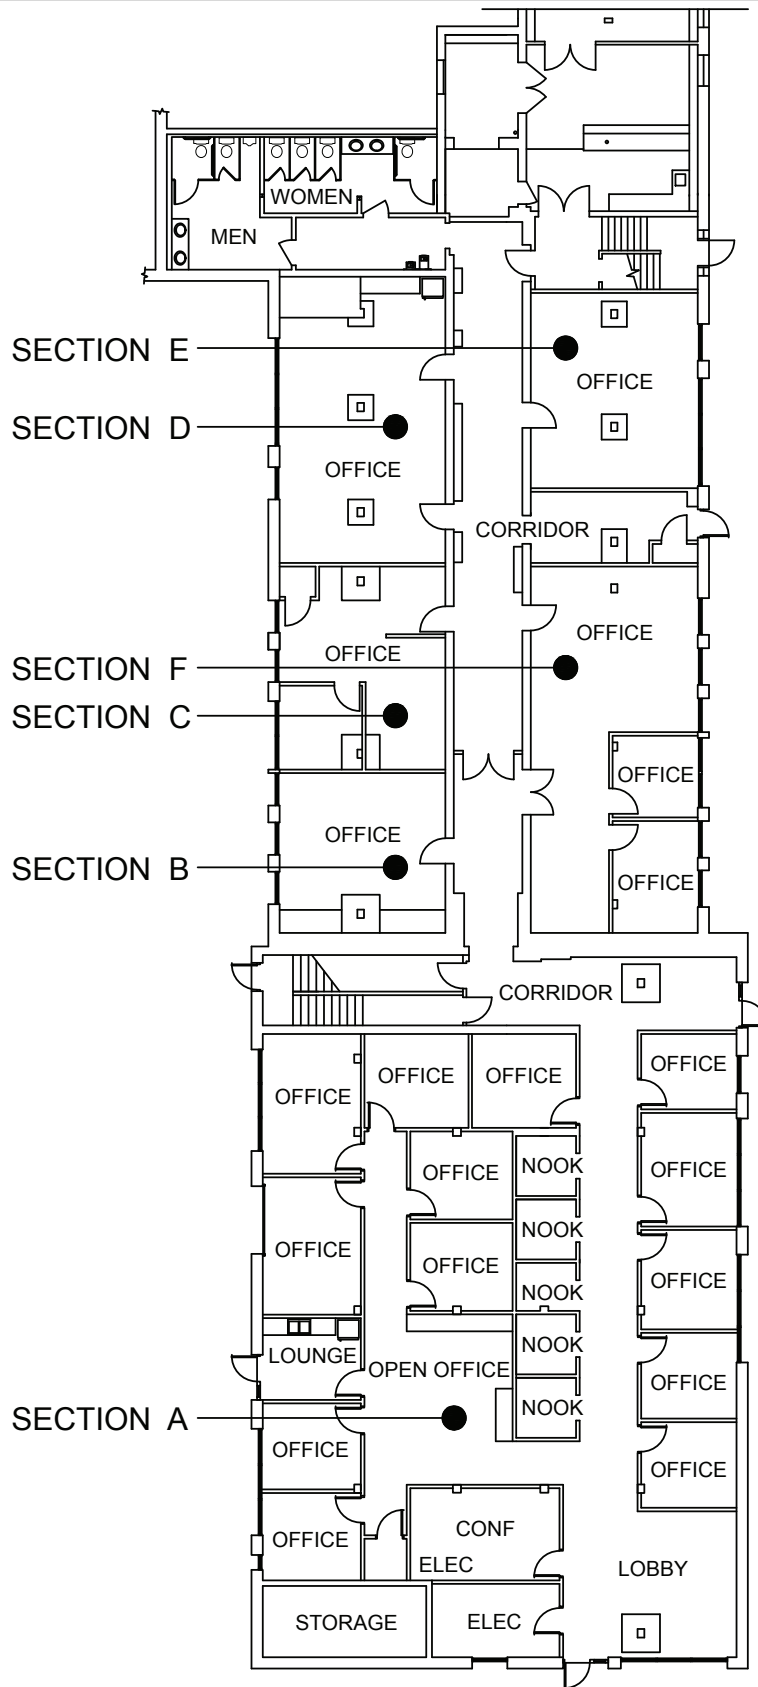 WOMEN
MEN
SECTION E
OFFICE
SECTION D
OFFICE
CORRIDOR
OFFICE
OFFICE
SECTION F
SECTION C
OFFICE
OFFICE
SECTION B
OFFICE
CORRIDOR
OFFICE
OFFICE
OFFICE
OFFICE
OFFICE
NOOK
OFFICE
OFFICE
NOOK
OFFICE
OFFICE
NOOK
LOUNGE
OPEN OFFICE
NOOK
OFFICE
SECTION A
NOOK
OFFICE
OFFICE
OFFICE
CONF
ELEC
LOBBY
STORAGE
ELEC